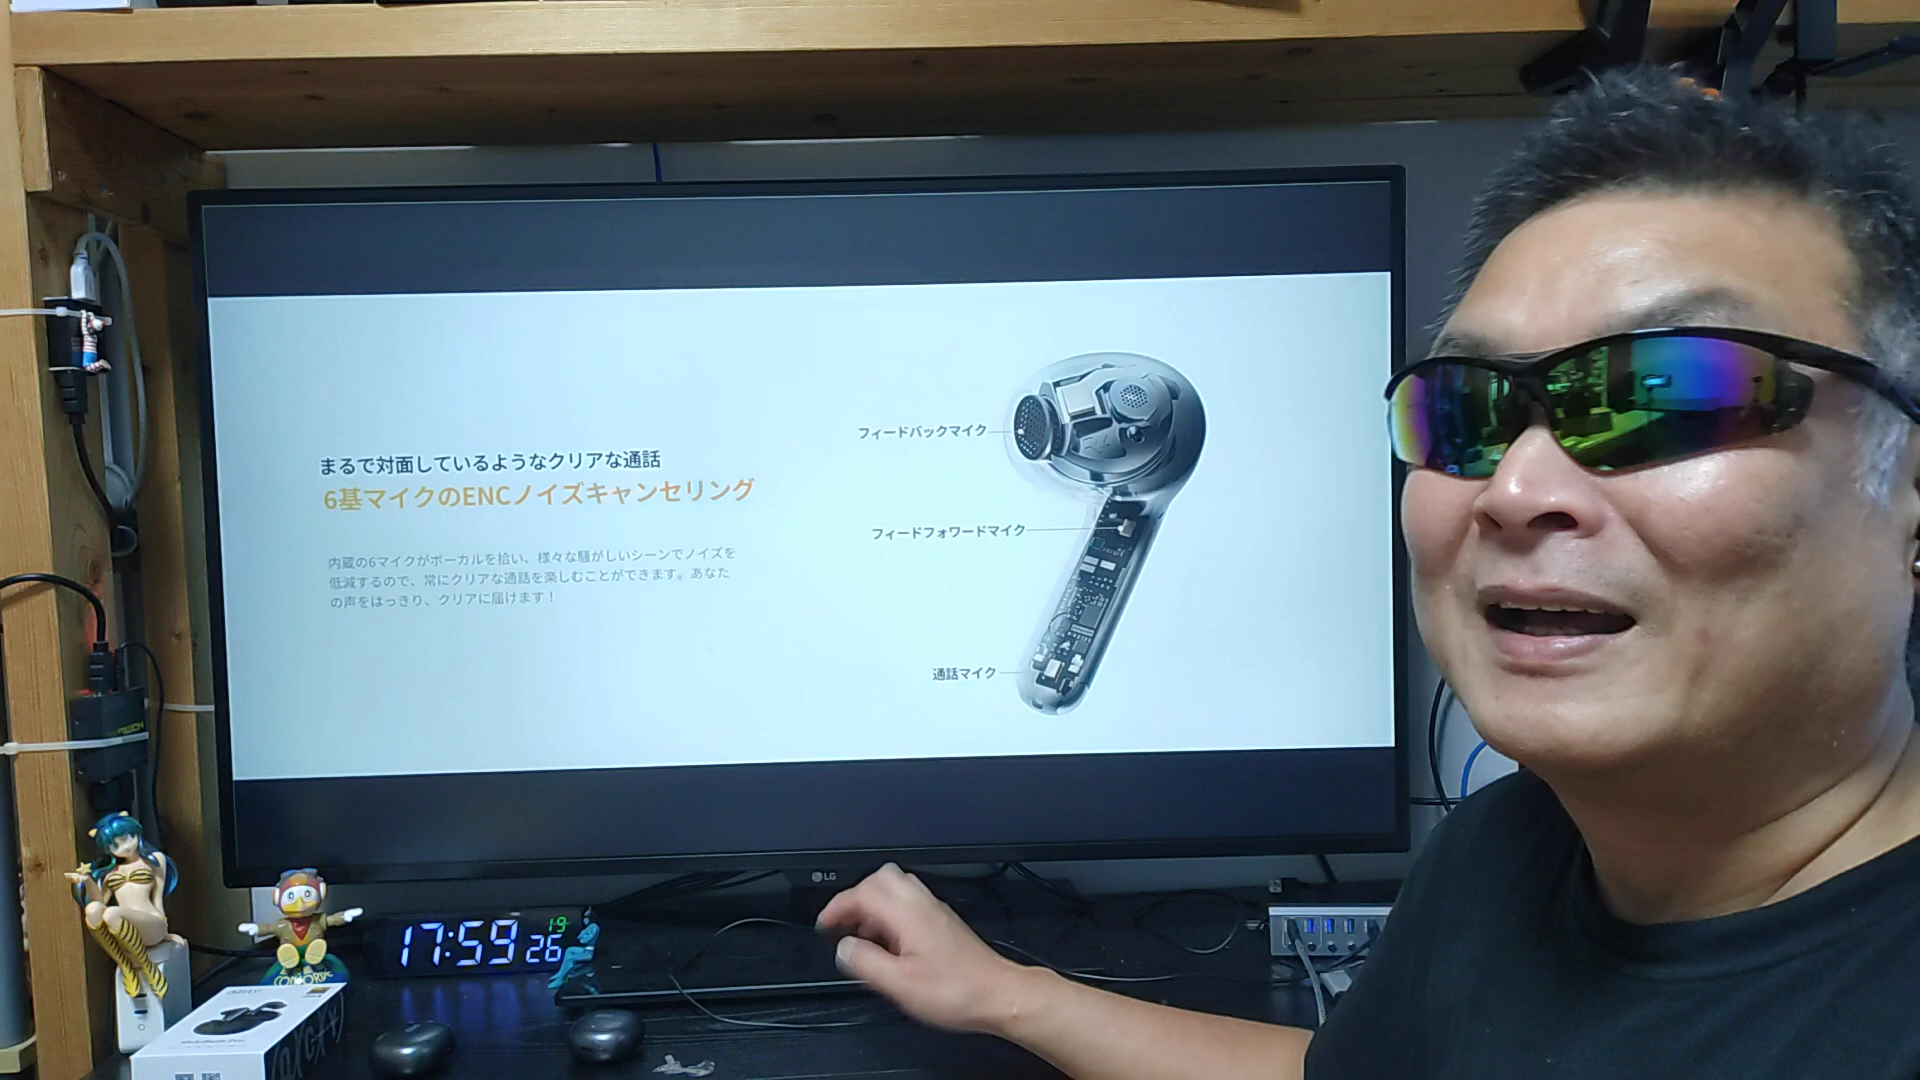 まるで対面しているようなクリアな通話
6基マイクのENCノイズキャンセリング
内蔵の6マイクがボーカルを拾い、様々な騒がしいシーンでノイズを
低減するので、常にクリアな通話を楽しむことができます。あなた
の声をはっきり、クリアに届けます！
フィードバックマイク
フィードフォワードマイク
通話マイク
LG
17:59 26
19